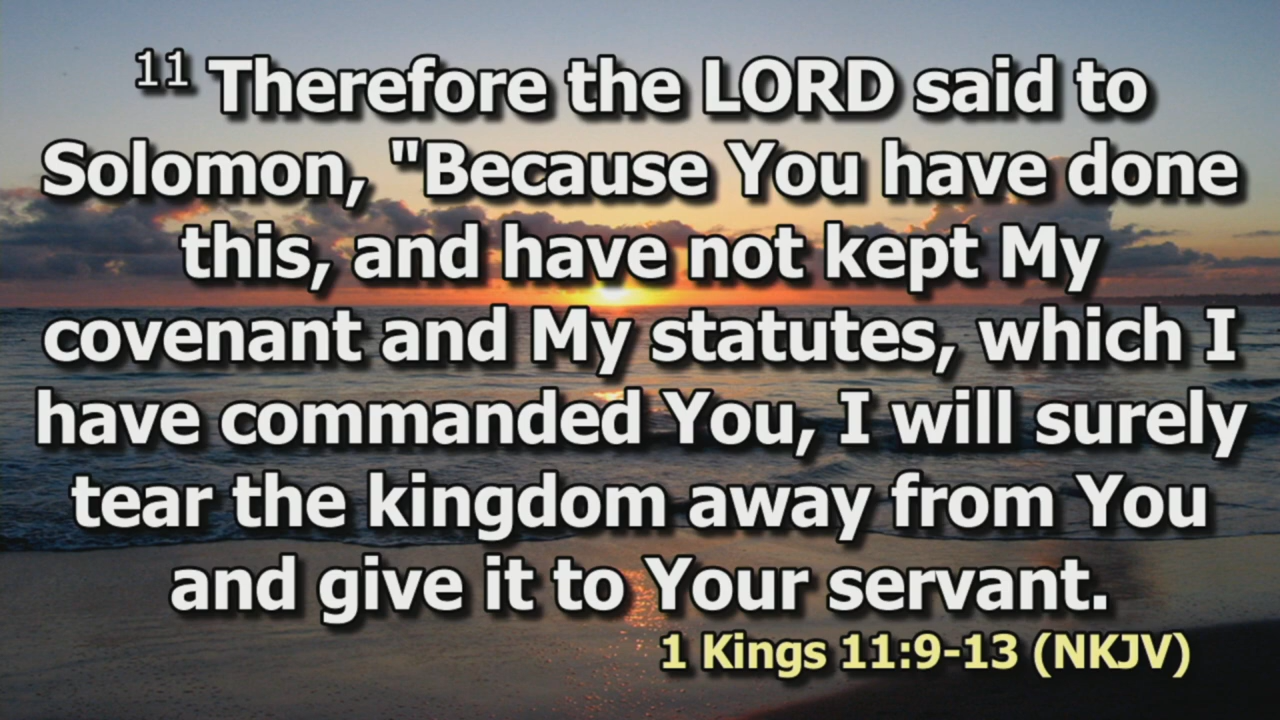 11 Therefore the LORD said to
Solomon, "Because You have done
this, and have not kept My
covenant and My statutes, which I
have commanded You, I will surely
tear the kingdom away from You
and give it to Your servant.
1 Kings 11:9-13 (NKJV)